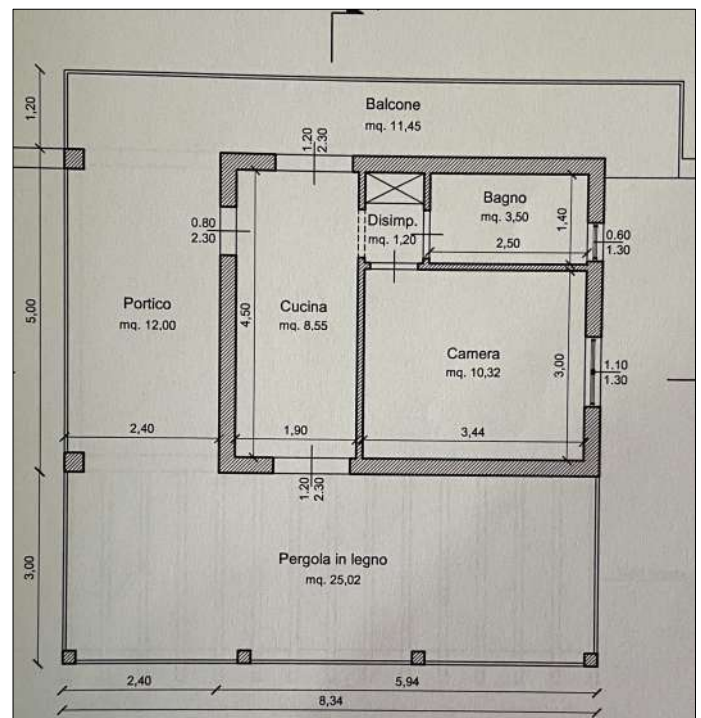 1,20
Balcone
mq. 11,45
1.20
2.30
Bagno
mq. 3,50
1,40
2,50
0.60
1.30
Disimp.
mq. 1,20
0.80
2.30
Portico
mq. 12,00
5,00
4,50
Cucina
mq. 8,55
Camera
mq. 10,32
3,00
1.10
1.30
2,40
1,90
3,44
1.20
2.30
3,00
Pergola in legno
mq. 25,02
2,40
5,94
8,34